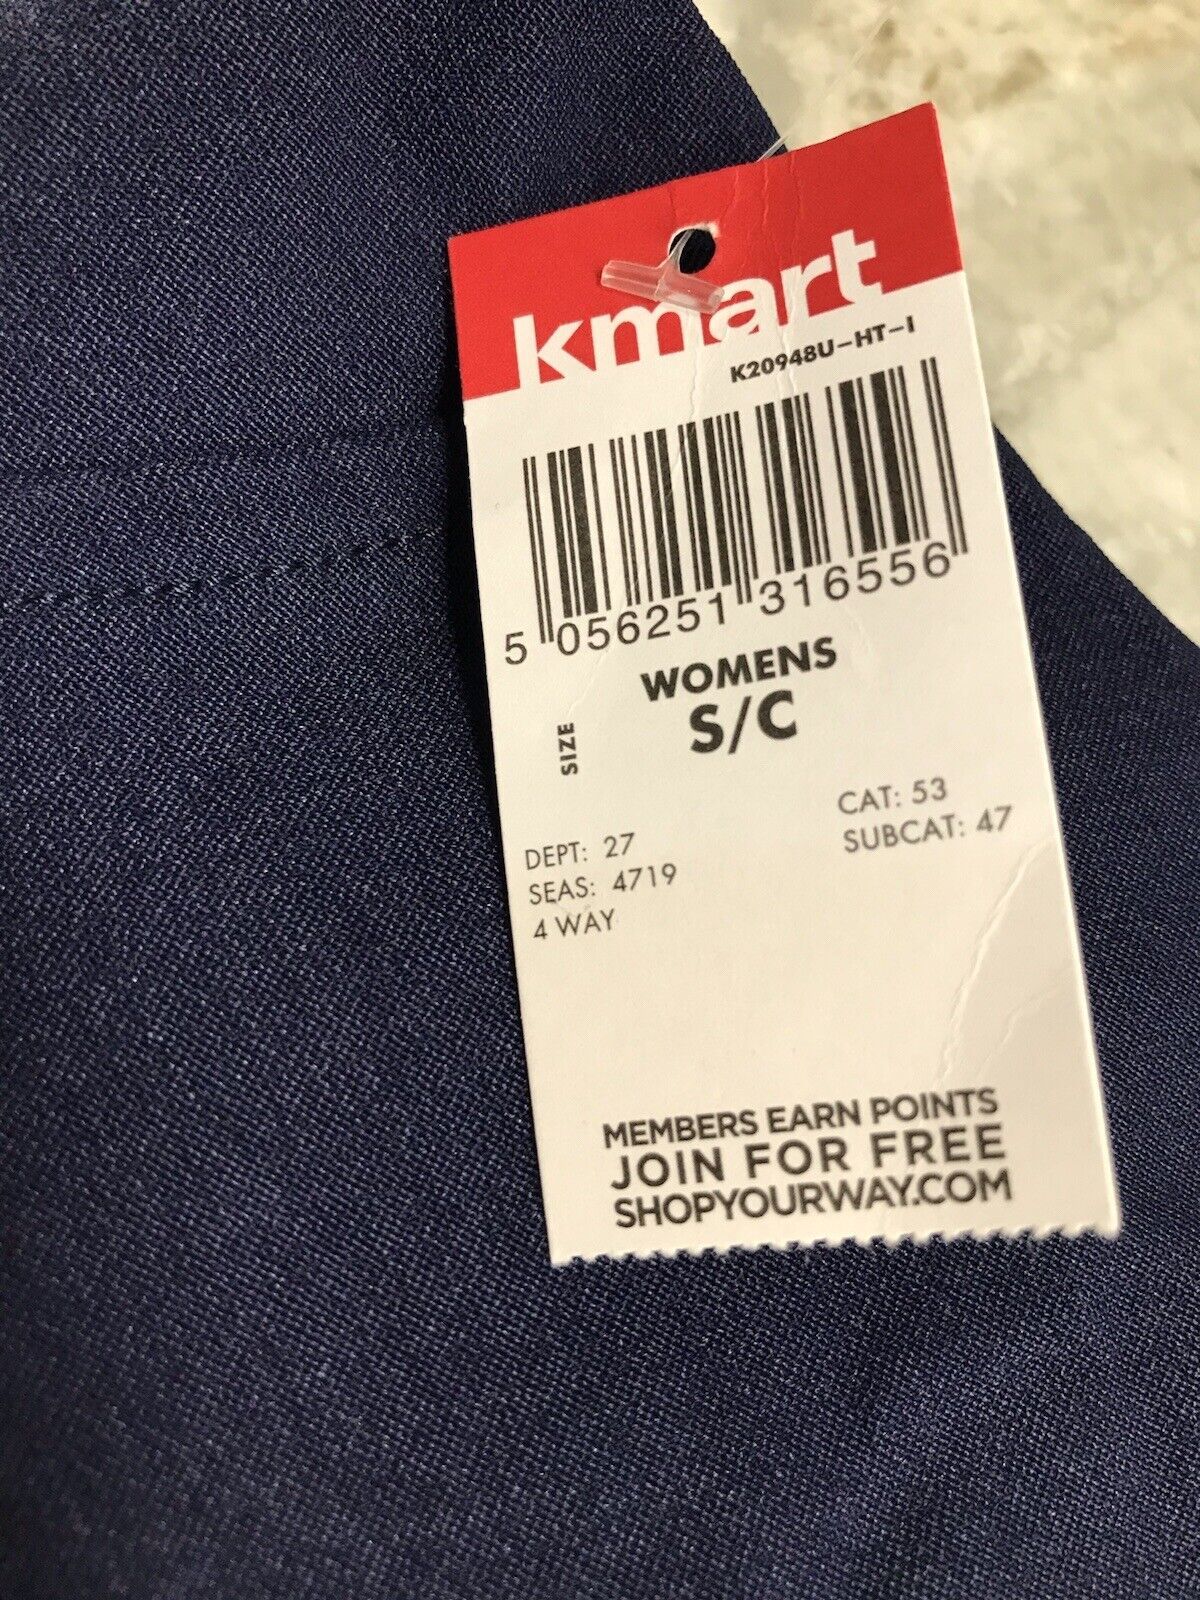 kmart
K20948U-HT-I
5 056251 316556
WOMENS
SIZE S/C
CAT: 53
SUBCAT: 47
DEPT: 27
SEAS: 4719
4 WAY
MEMBERS EARN POINTS
JOIN FOR FREE
SHOPYOURWAY.COM